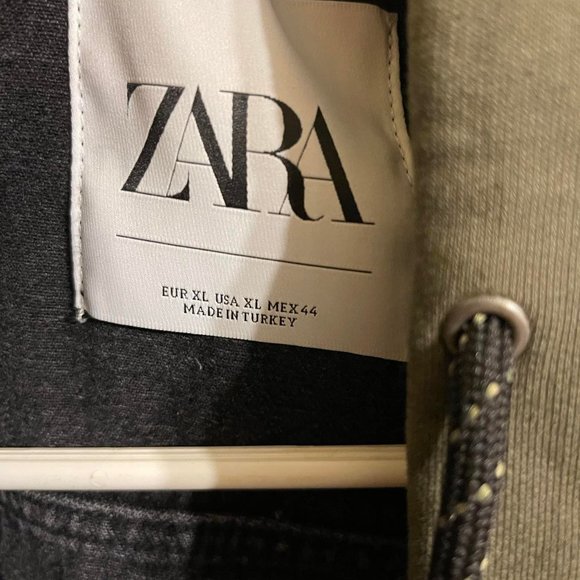 ZARA
EUR XL USA XL MEX 44
MADE IN TURKEY